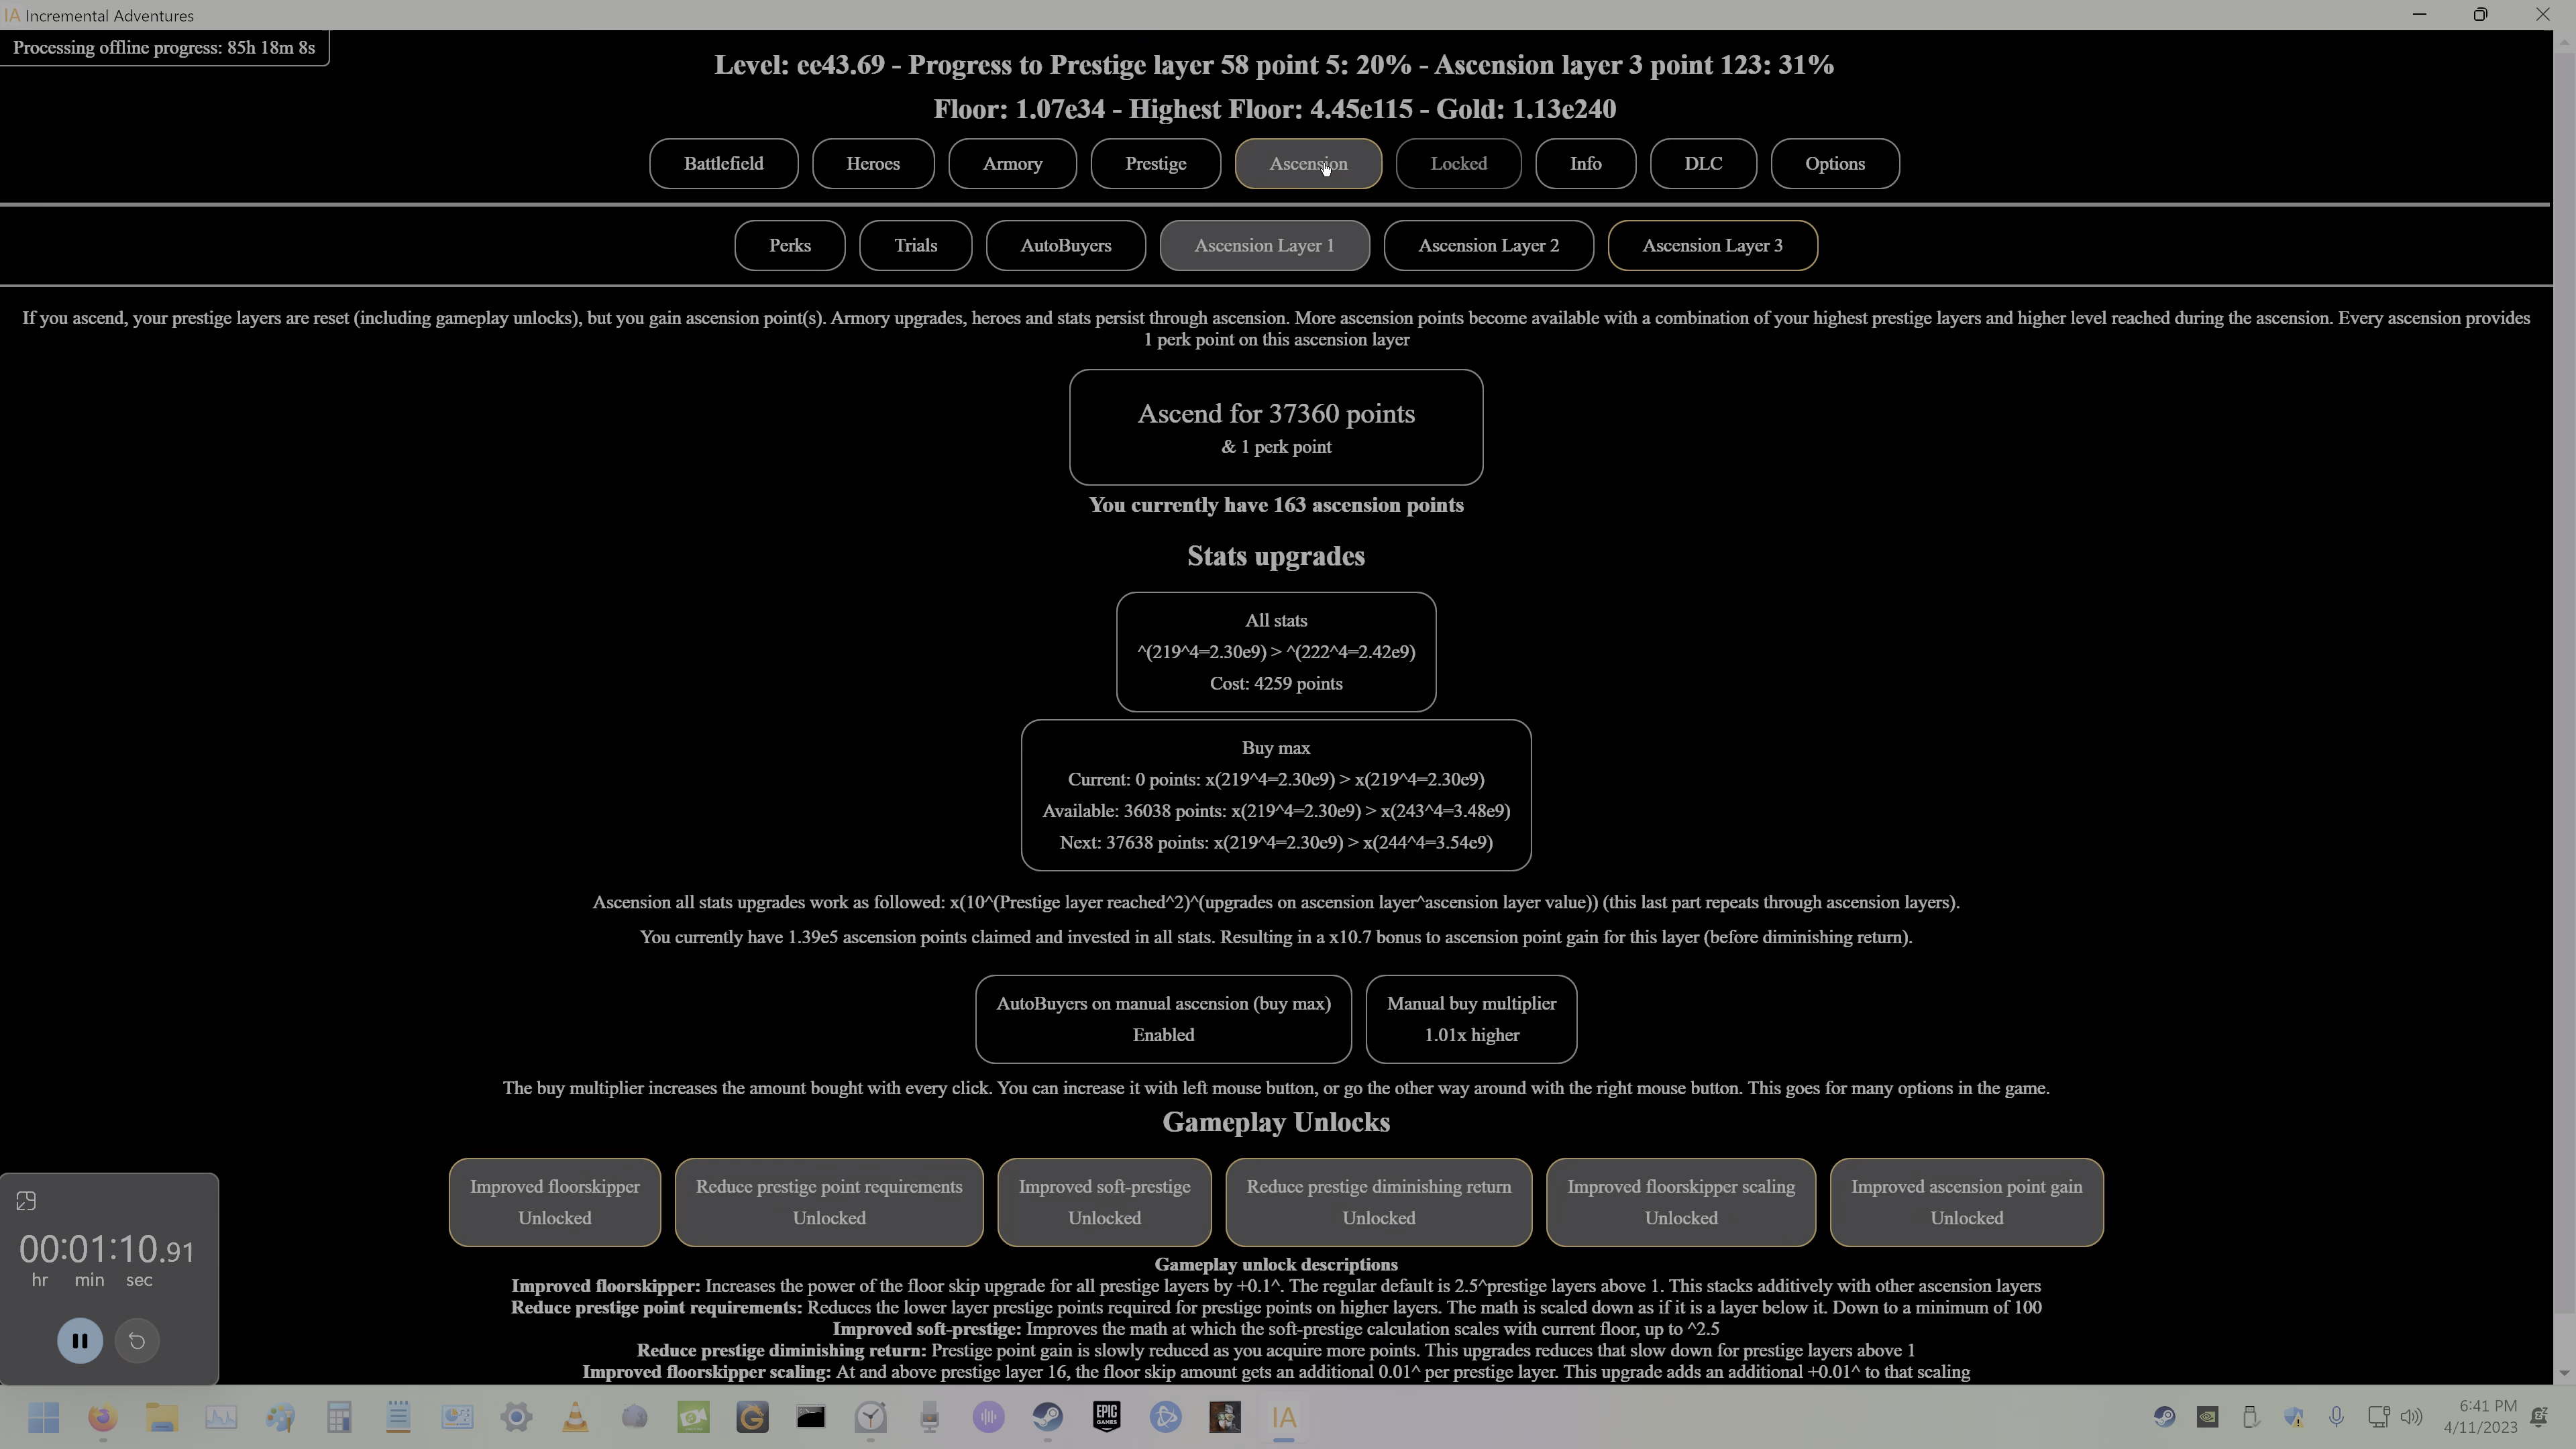 IA Incremental Adventures
Processing offline progress: 85h 18m 8s
Level: ee43.69 - Progress to Prestige layer 58 point 5: 20% - Ascension layer 3 point 123: 31%
Floor: 1.07e34 - Highest Floor: 4.45e115 - Gold: 1.13e240
Battlefield Heroes Armory Prestige Ascension Locked Info DLC Options
Perks Trials AutoBuyers Ascension Layer 1 Ascension Layer 2 Ascension Layer 3
If you ascend, your prestige layers are reset (including gameplay unlocks), but you gain ascension point(s). Armory upgrades, heroes and stats persist through ascension. More ascension points become available with a combination of your highest prestige layers and higher level reached during the ascension. Every ascension provides
1 perk point on this ascension layer
Ascend for 37360 points
& 1 perk point
You currently have 163 ascension points
Stats upgrades
All stats
^(219^4=2.30e9) > ^(222^4=2.42e9)
Cost: 4259 points
Buy max
Current: 0 points: x(219^4=2.30e9) > x(219^4=2.30e9)
Available: 36038 points: x(219^4=2.30e9) > x(243^4=3.48e9)
Next: 37638 points: x(219^4=2.30e9) > x(244^4=3.54e9)
Ascension all stats upgrades work as followed: x(10^(Prestige layer reached^2)^(upgrades on ascension layer^ascension layer value)) (this last part repeats through ascension layers).
You currently have 1.39e5 ascension points claimed and invested in all stats. Resulting in a x10.7 bonus to ascension point gain for this layer (before diminishing return).
AutoBuyers on manual ascension (buy max) Manual buy multiplier
Enabled 1.01x higher
The buy multiplier increases the amount bought with every click. You can increase it with left mouse button, or go the other way around with the right mouse button. This goes for many options in the game.
Gameplay Unlocks
Improved floorskipper Reduce prestige point requirements Improved soft-prestige Reduce prestige diminishing return Improved floorskipper scaling Improved ascension point gain
Unlocked Unlocked Unlocked Unlocked Unlocked Unlocked
Gameplay unlock descriptions
Improved floorskipper: Increases the power of the floor skip upgrade for all prestige layers by +0.1^. The regular default is 2.5^prestige layers above 1. This stacks additively with other ascension layers
Reduce prestige point requirements: Reduces the lower layer prestige points required for prestige points on higher layers. The math is scaled down as if it is a layer below it. Down to a minimum of 100
Improved soft-prestige: Improves the math at which the soft-prestige calculation scales with current floor, up to ^2.5
Reduce prestige diminishing return: Prestige point gain is slowly reduced as you acquire more points. This upgrades reduces that slow down for prestige layers above 1
Improved floorskipper scaling: At and above prestige layer 16, the floor skip amount gets an additional 0.01^ per prestige layer. This upgrade adds an additional +0.01^ to that scaling
00:01:10.91
hr min sec
EPIC GAMES
IA
6:41 PM
4/11/2023